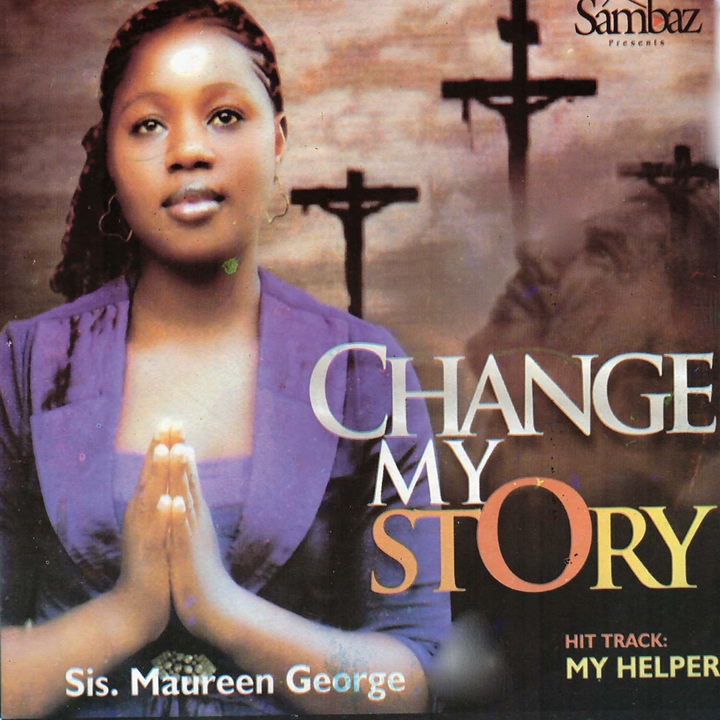 Sambaz
Presents
CHANGE
MY
STORY
HIT TRACK:
MY HELPER
Sis. Maureen George